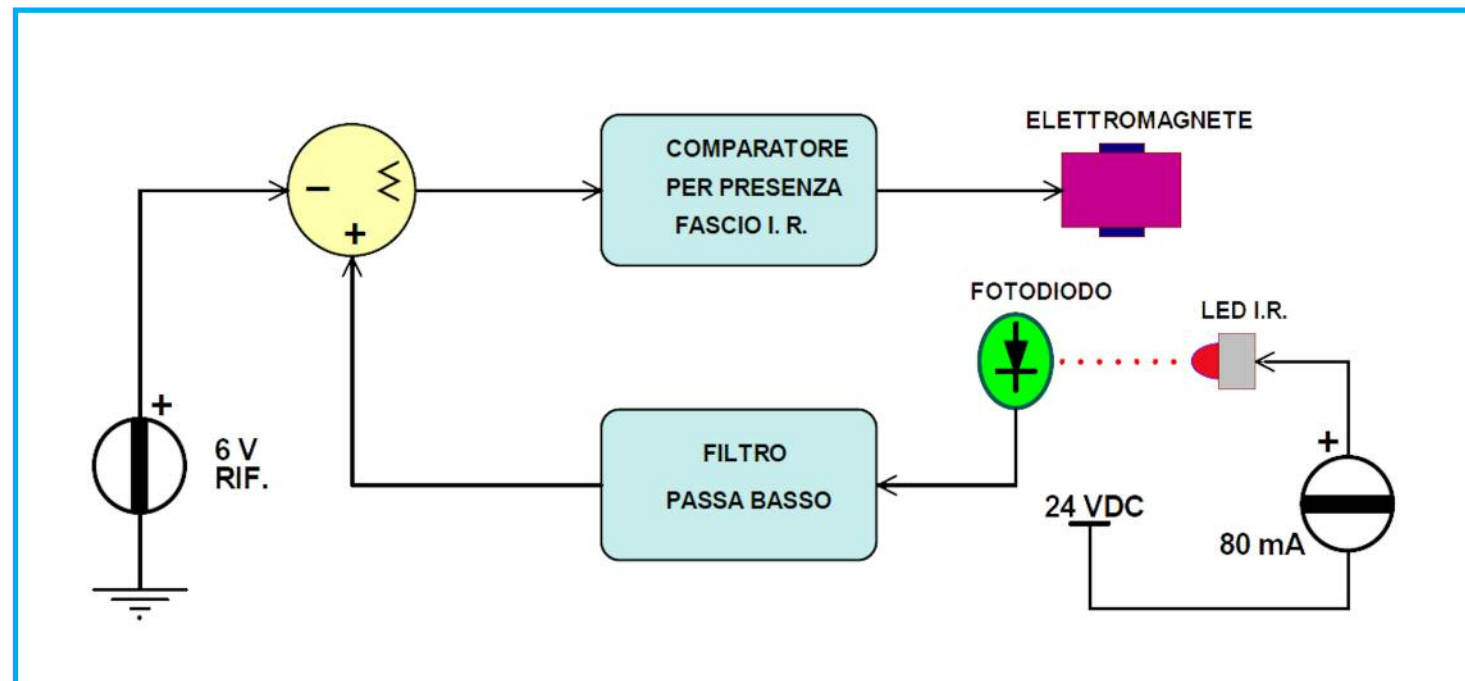 ELETTROMAGNETE
COMPARATORE
PER PRESENZA
FASCIO I. R.
−
+
FOTODIODO
LED I.R.
+
6 V
RIF.
FILTRO
PASSA BASSO
+
24 VDC
80 mA